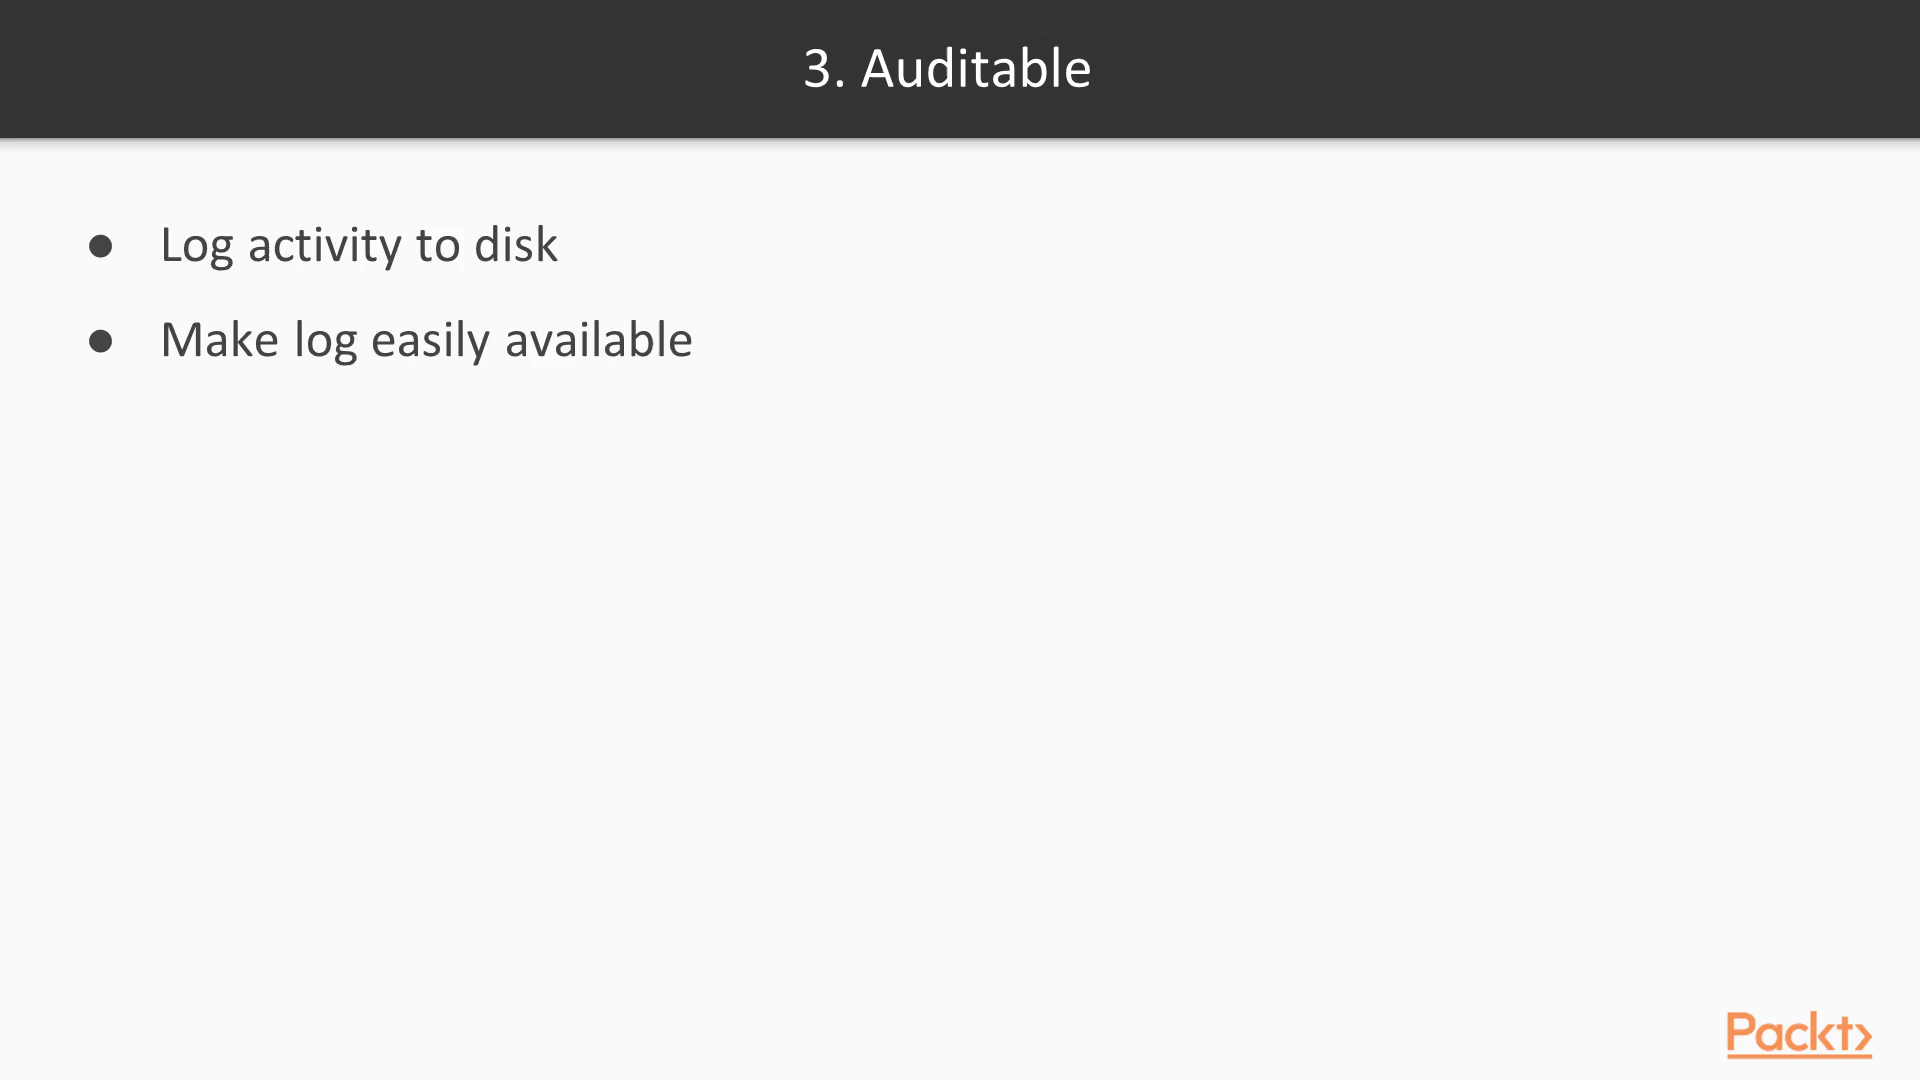 3. Auditable
● Log activity to disk
● Make log easily available
Packt>